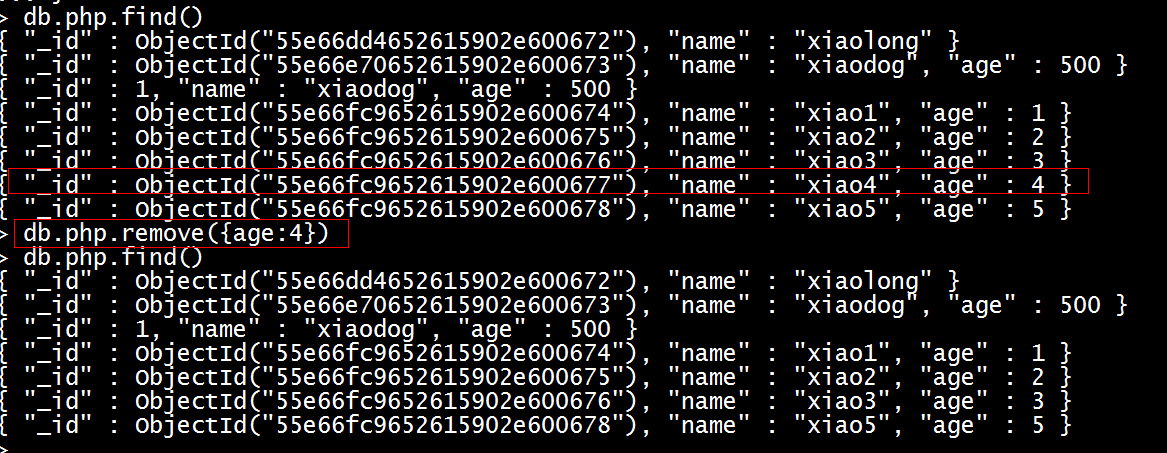 > db.php.find()
{ "_id" : ObjectId("55e66dd4652615902e600672"), "name" : "xiaolong" }
{ "_id" : ObjectId("55e66e70652615902e600673"), "name" : "xiaodog", "age" : 500 }
{ "_id" : 1, "name" : "xiaodog", "age" : 500 }
{ "_id" : ObjectId("55e66fc9652615902e600674"), "name" : "xiao1", "age" : 1 }
{ "_id" : ObjectId("55e66fc9652615902e600675"), "name" : "xiao2", "age" : 2 }
{ "_id" : ObjectId("55e66fc9652615902e600676"), "name" : "xiao3", "age" : 3 }
{ "_id" : ObjectId("55e66fc9652615902e600677"), "name" : "xiao4", "age" : 4 }
{ "_id" : ObjectId("55e66fc9652615902e600678"), "name" : "xiao5", "age" : 5 }
> db.php.remove({age:4})
> db.php.find()
{ "_id" : ObjectId("55e66dd4652615902e600672"), "name" : "xiaolong" }
{ "_id" : ObjectId("55e66e70652615902e600673"), "name" : "xiaodog", "age" : 500 }
{ "_id" : 1, "name" : "xiaodog", "age" : 500 }
{ "_id" : ObjectId("55e66fc9652615902e600674"), "name" : "xiao1", "age" : 1 }
{ "_id" : ObjectId("55e66fc9652615902e600675"), "name" : "xiao2", "age" : 2 }
{ "_id" : ObjectId("55e66fc9652615902e600676"), "name" : "xiao3", "age" : 3 }
{ "_id" : ObjectId("55e66fc9652615902e600678"), "name" : "xiao5", "age" : 5 }
>